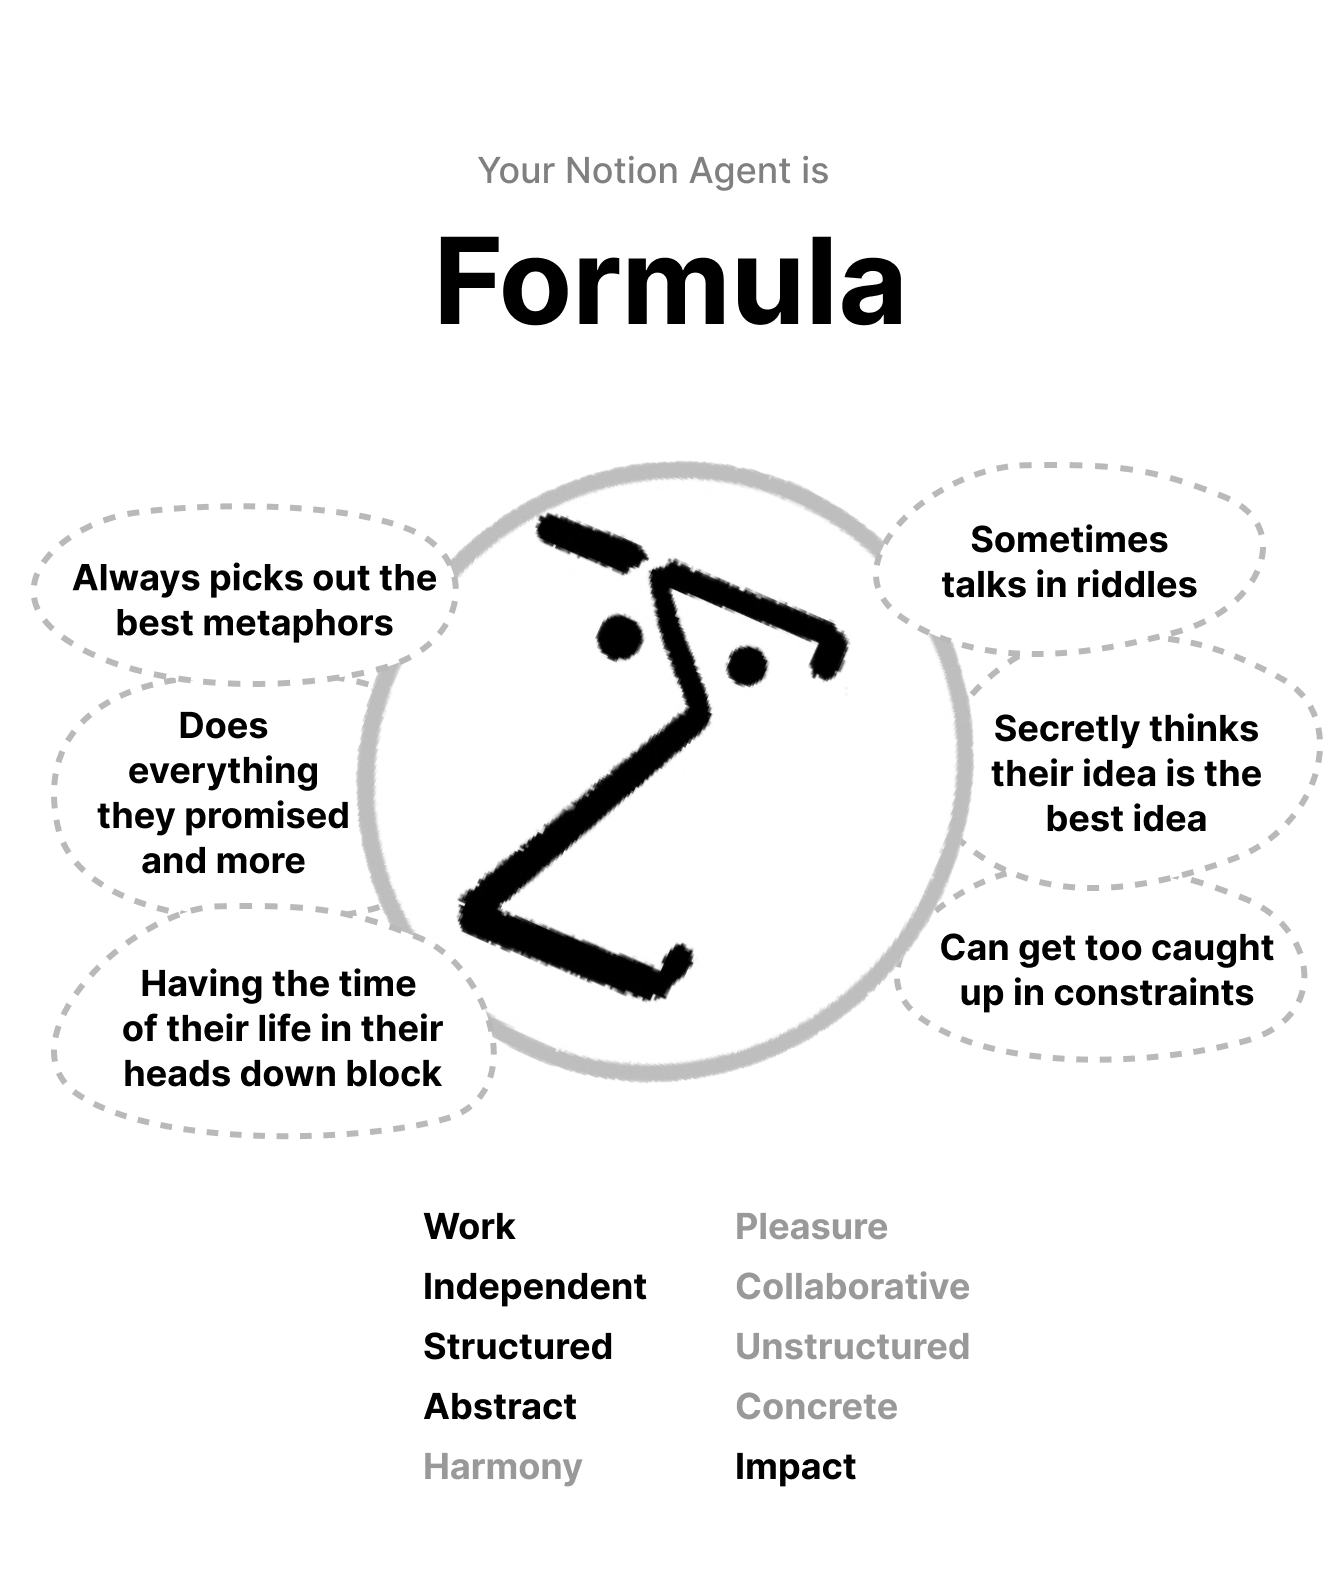 Your Notion Agent is
Formula
Always picks out the
best metaphors
Does
everything
they promised
and more
Having the time
of their life in their
heads down block
Sometimes
talks in riddles
Secretly thinks
their idea is the
best idea
Can get too caught
up in constraints
Work Pleasure
Independent Collaborative
Structured Unstructured
Abstract Concrete
Harmony Impact